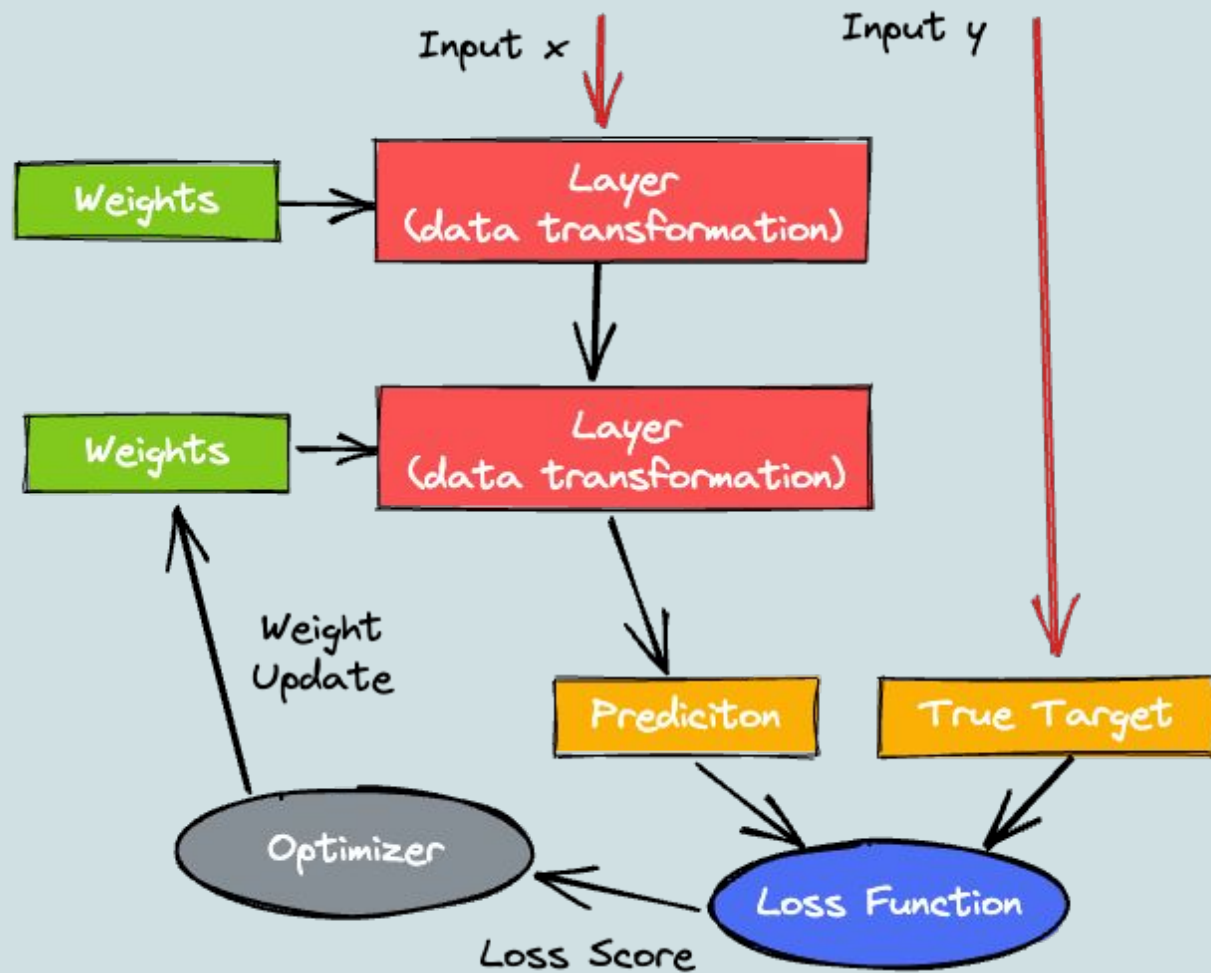 Input x
Input y
Weights
Layer
(data transformation)
Weights
Layer
(data transformation)
Weight
Update
Prediciton
True Target
Optimizer
Loss Function
Loss Score